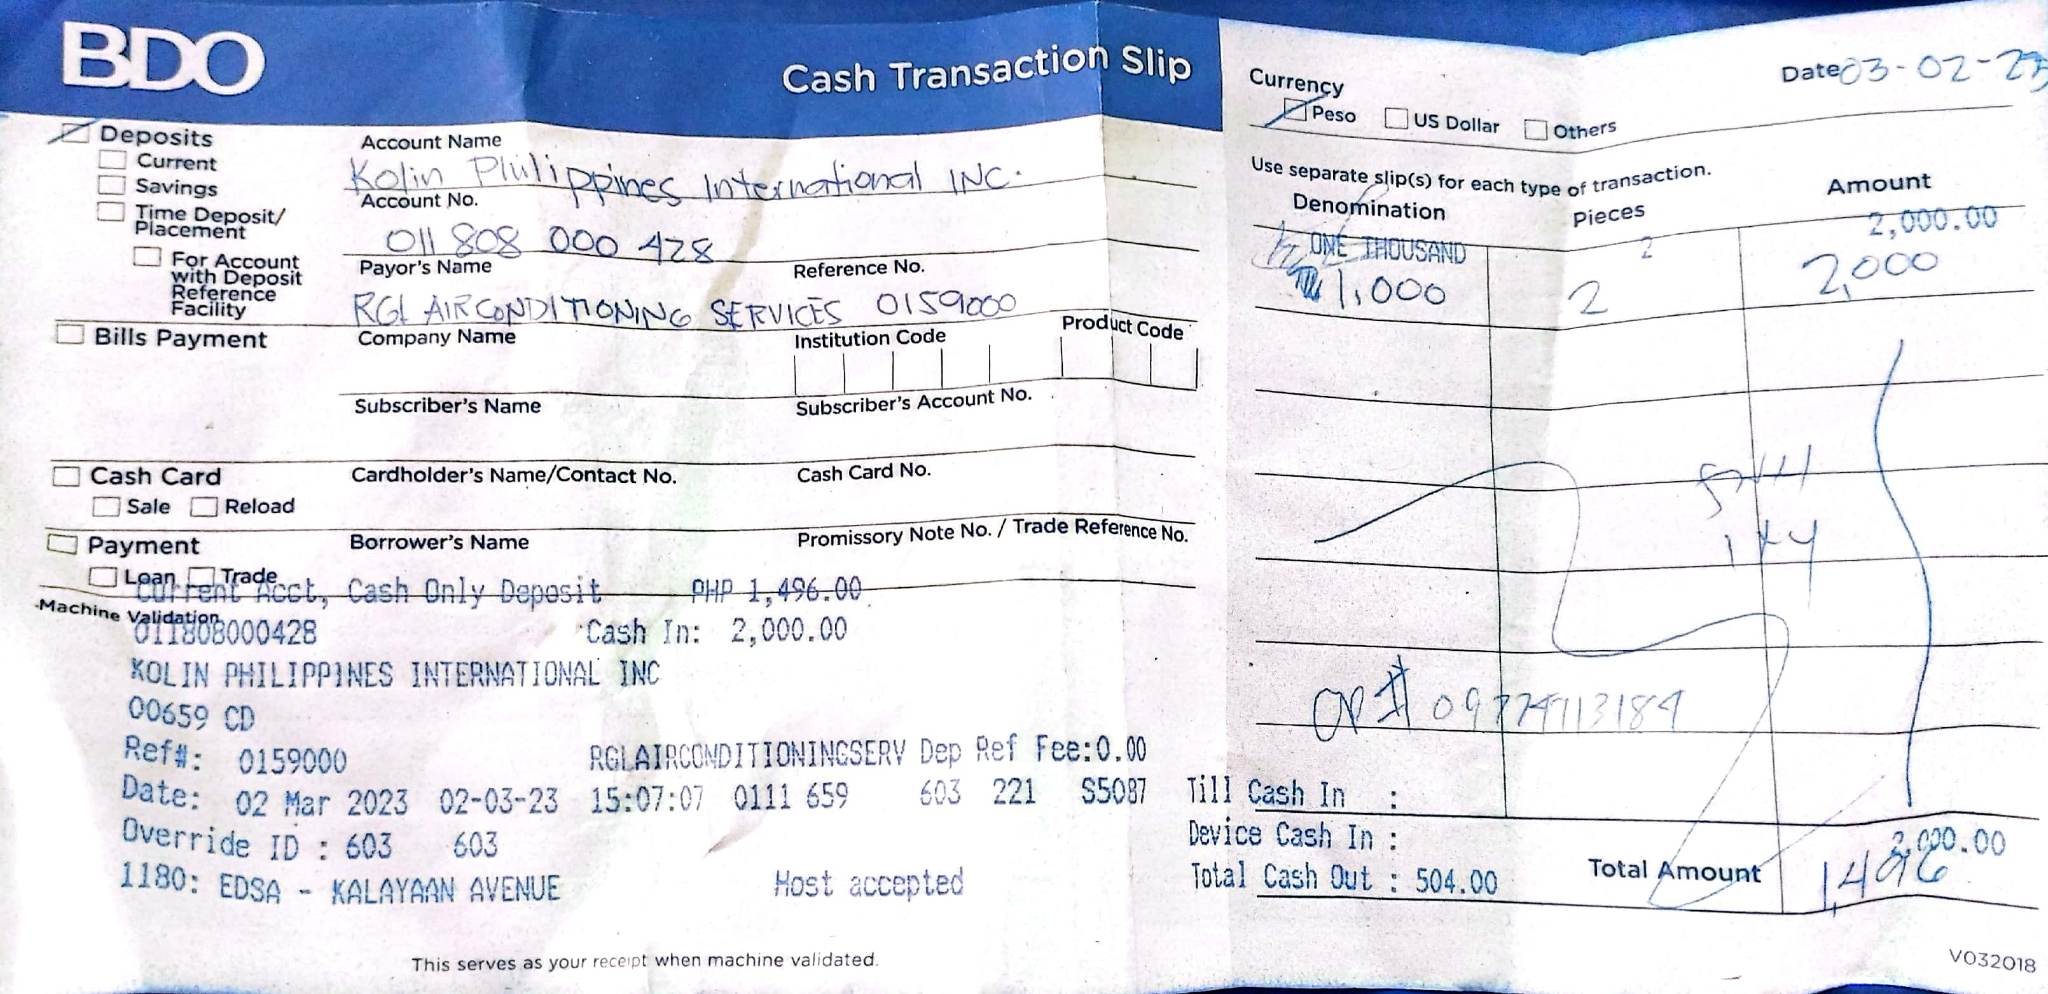 BDO
Cash Transaction Slip
Deposits
Current
Savings
Time Deposit/
Placement
For Account
with Deposit
Reference
Facility
Account Name
Kolin Philippines International INC.
Account No.
011 808 000 428
Payor's Name
Reference No.
RGL AIRCONDITIONING SERVICES 0159000
Bills Payment
Company Name
Institution Code
Product Code
Subscriber's Name
Subscriber's Account No.
Cash Card
Sale
Reload
Cardholder's Name/Contact No.
Cash Card No.
Payment
Loan
Trade
Borrower's Name
Promissory Note No. / Trade Reference No.
Machine Validation
Current Acct, Cash Only Deposit PHP 1,496.00
011808000428 Cash In: 2,000.00
KOLIN PHILIPPINES INTERNATIONAL INC
00659 CD
Ref#: 0159000 RGLAIRCONDITIONINGSERV Dep Ref Fee:0.00
Date: 02 Mar 2023 02-03-23 15:07:07 0111 659 603 221 S5087
Override ID : 603 603
1180: EDSA - KALAYAAN AVENUE Host accepted
This serves as your receipt when machine validated.
Currency
Peso
US Dollar
Others
Date 03-02-23
Use separate slip(s) for each type of transaction.
Denomination
Pieces
Amount
ONE THOUSAND 2 2,000.00
1,000 2 2,000
Till Cash In :
Device Cash In :
Total Cash Out : 504.00
Total Amount
2,000.00
1,496
V032018